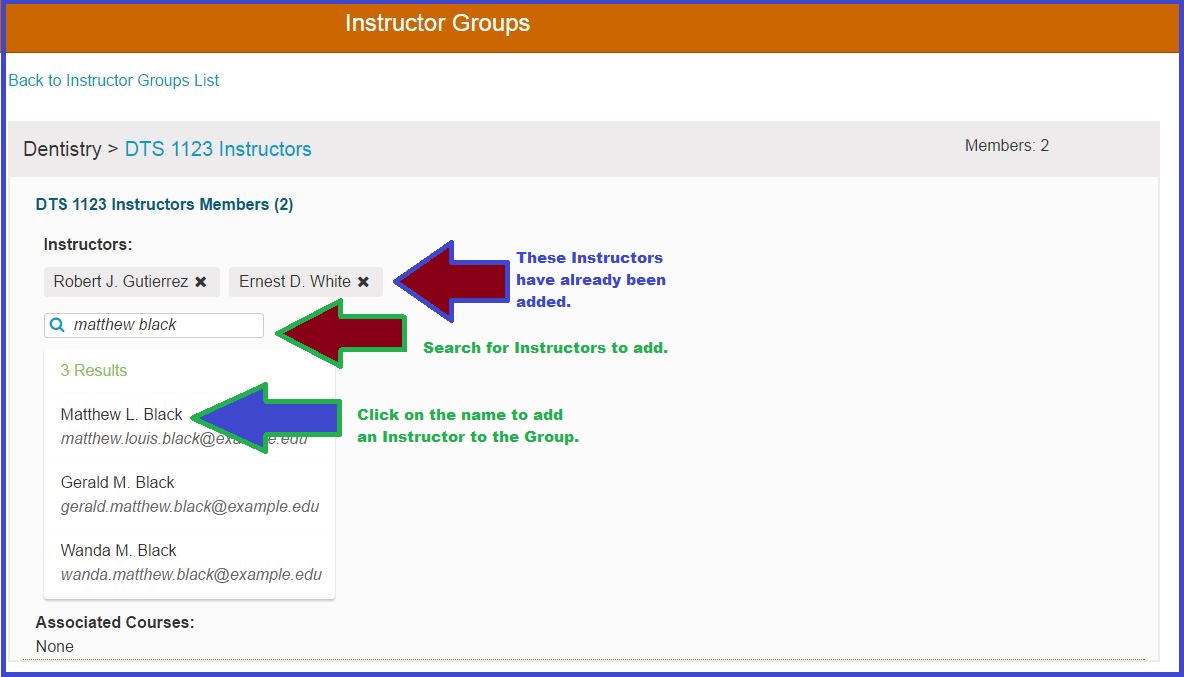 Instructor Groups
Back to Instructor Groups List
Dentistry > DTS 1123 Instructors
Members: 2
DTS 1123 Instructors Members (2)
Instructors:
Robert J. Gutierrez ✖ Ernest D. White ✖
These Instructors
have already been
added.
matthew black
Search for Instructors to add.
3 Results
Matthew L. Black
matthew.louis.black@example.edu
Click on the name to add
an Instructor to the Group.
Gerald M. Black
gerald.matthew.black@example.edu
Wanda M. Black
wanda.matthew.black@example.edu
Associated Courses:
None